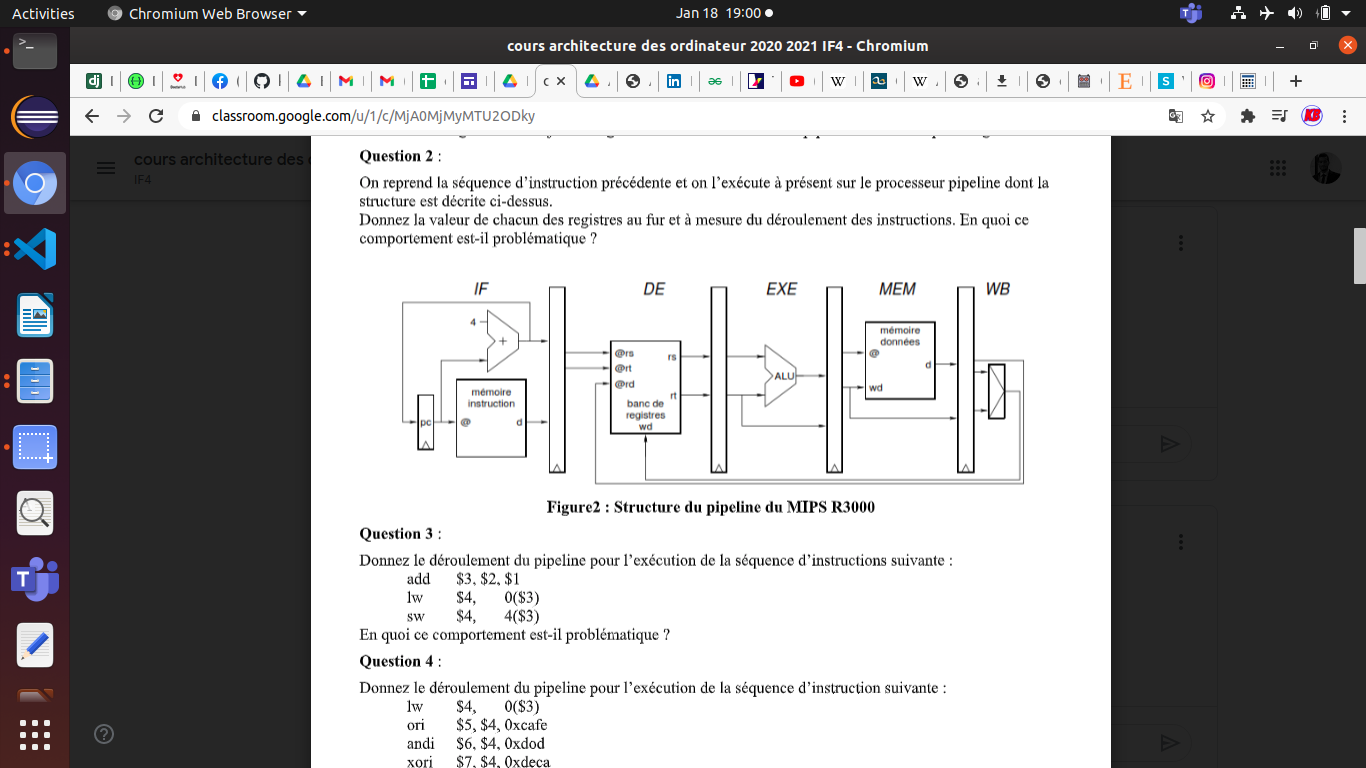 Activities
Chromium Web Browser
Jan 18 19:00
cours architecture des ordinateur 2020 2021 IF4 - Chromium
classroom.google.com/u/1/c/MjA0MjMyMTU2ODky
cours architecture des
IF4
Question 2 :
On reprend la séquence d'instruction précédente et on l'exécute à présent sur le processeur pipeline dont la
structure est décrite ci-dessus.
Donnez la valeur de chacun des registres au fur et à mesure du déroulement des instructions. En quoi ce
comportement est-il problématique ?
IF DE EXE MEM WB
4
+
pc
mémoire
instruction
@ d
@rs rs
@rt
@rd
rt
banc de
registres
wd
ALU
mémoire
données
@
d
wd
Figure2 : Structure du pipeline du MIPS R3000
Question 3 :
Donnez le déroulement du pipeline pour l'exécution de la séquence d'instructions suivante :
add $3, $2, $1
lw $4, 0($3)
sw $4, 4($3)
En quoi ce comportement est-il problématique ?
Question 4 :
Donnez le déroulement du pipeline pour l'exécution de la séquence d'instruction suivante :
lw $4, 0($3)
ori $5, $4, 0xcafe
andi $6, $4, 0xdod
xori $7, $4, 0xdeca